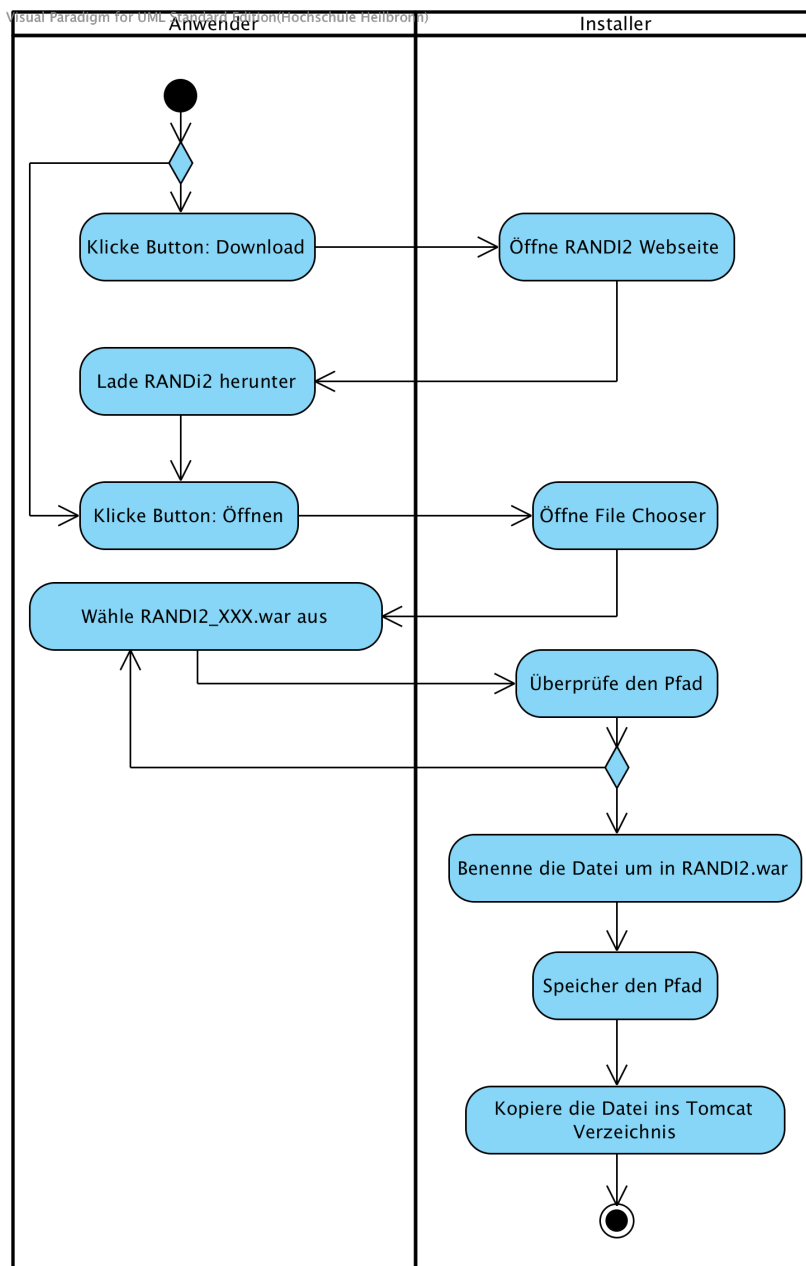 Visual Paradigm for UML Standard Edition(Hochschule Heilbronn)
Anwender
Installer
Klicke Button: Download
Öffne RANDI2 Webseite
Lade RANDi2 herunter
Klicke Button: Öffnen
Öffne File Chooser
Wähle RANDI2_XXX.war aus
Überprüfe den Pfad
Benenne die Datei um in RANDI2.war
Speicher den Pfad
Kopiere die Datei ins Tomcat
Verzeichnis